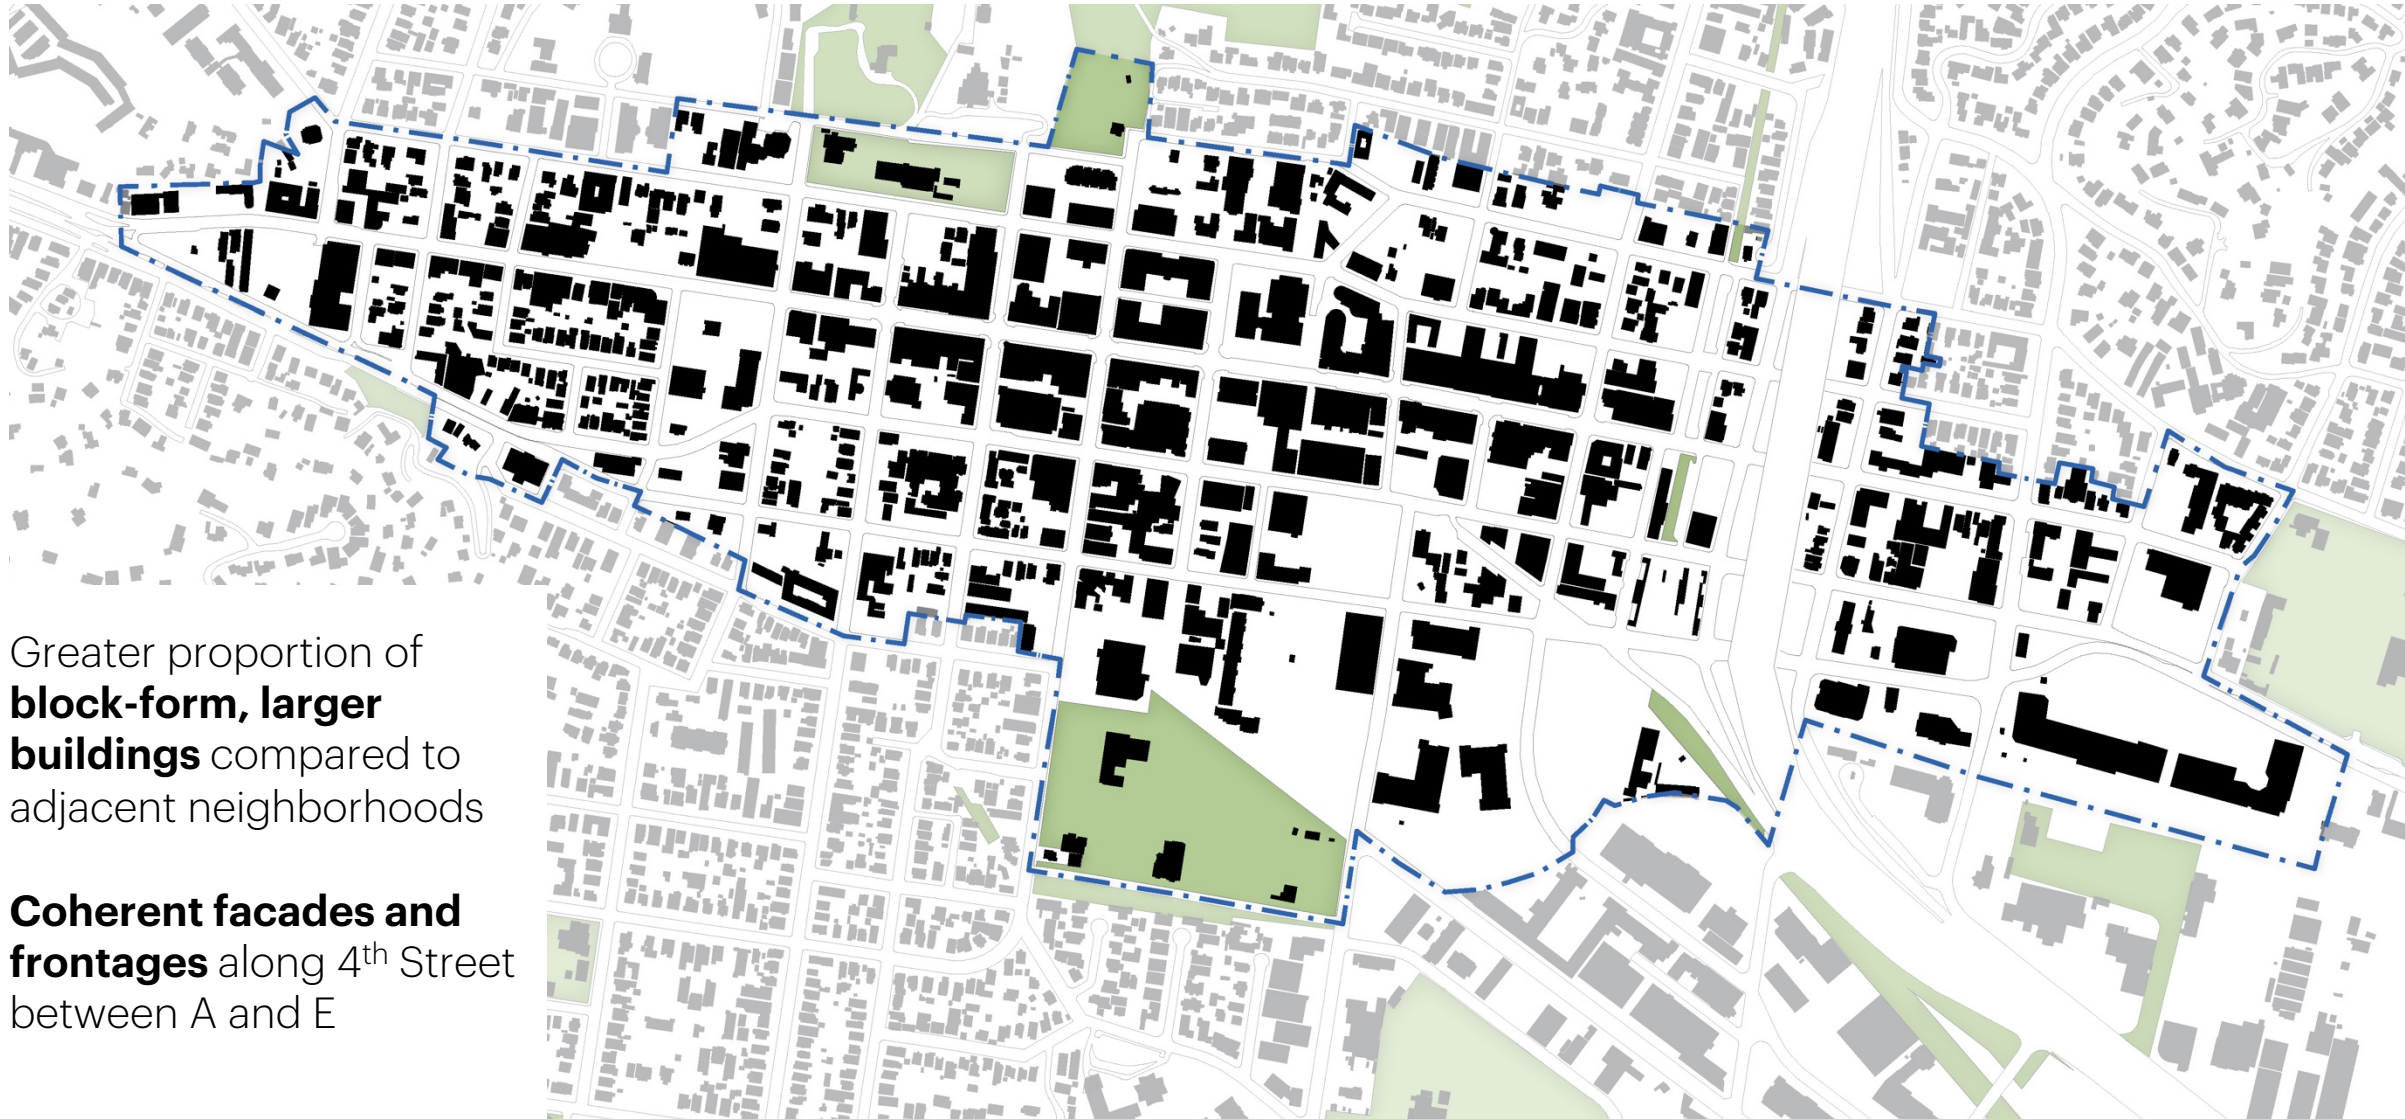 Greater proportion of
block-form, larger
buildings compared to
adjacent neighborhoods
Coherent facades and
frontages along 4th Street
between A and E